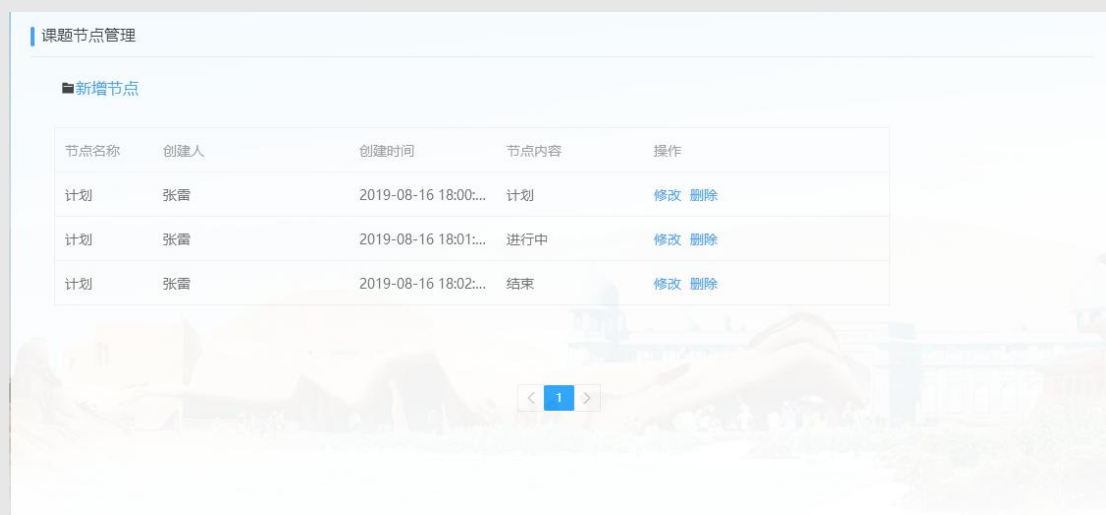 课题节点管理
新增节点
节点名称 创建人 创建时间 节点内容 操作
计划 张雷 2019-08-16 18:00:... 计划 修改 删除
计划 张雷 2019-08-16 18:01:... 进行中 修改 删除
计划 张雷 2019-08-16 18:02:... 结束 修改 删除
< 1 >